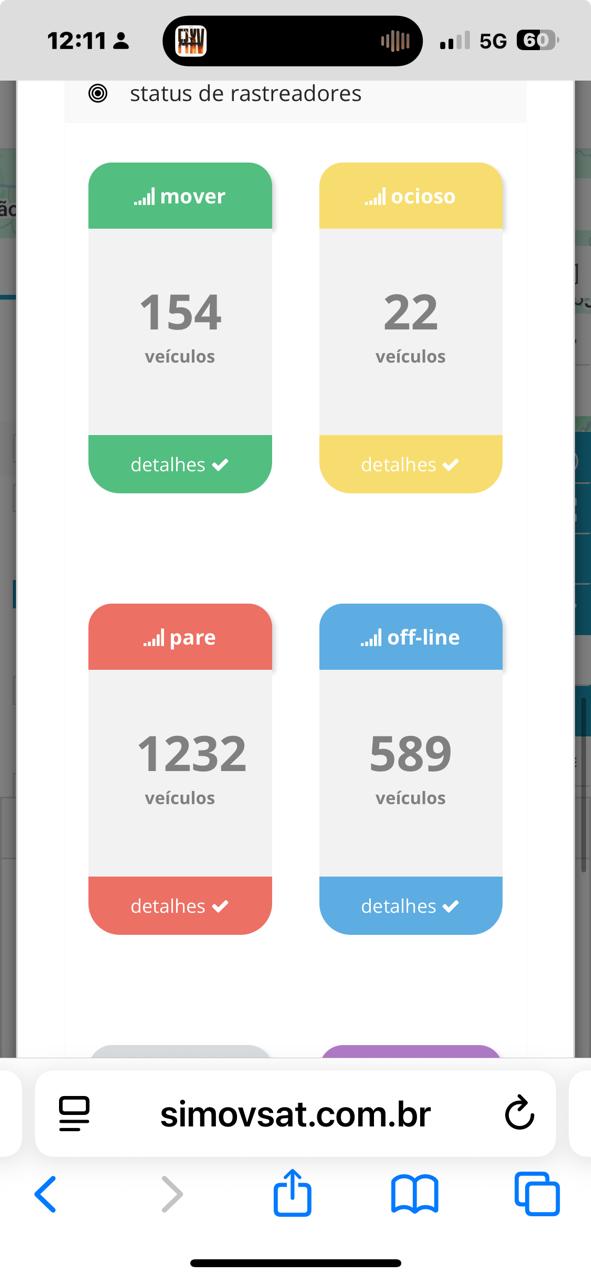 12:11
5G
60
status de rastreadores
mover
ocioso
154
22
veículos
veículos
detalhes
detalhes
pare
off-line
1232
589
veículos
veículos
detalhes
detalhes
simovsat.com.br